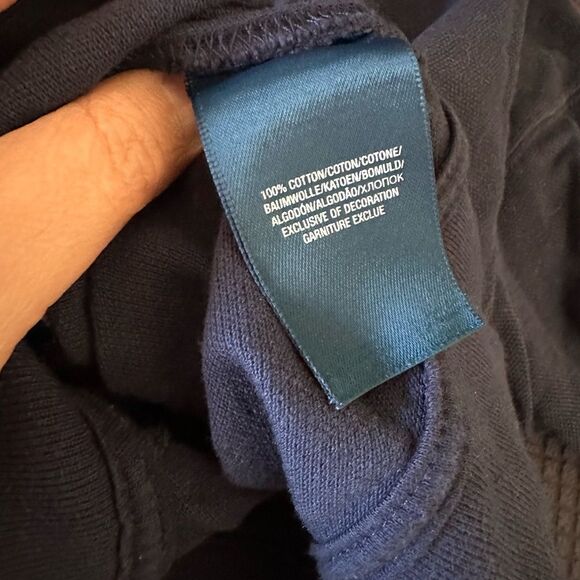 100% COTTON/COTON/COTONE/
BAUMWOLLE/KATOEN/BOMULD/
ALGODÓN/ALGODÃO/ХЛОПОК
EXCLUSIVE OF DECORATION
GARNITURE EXCLUE